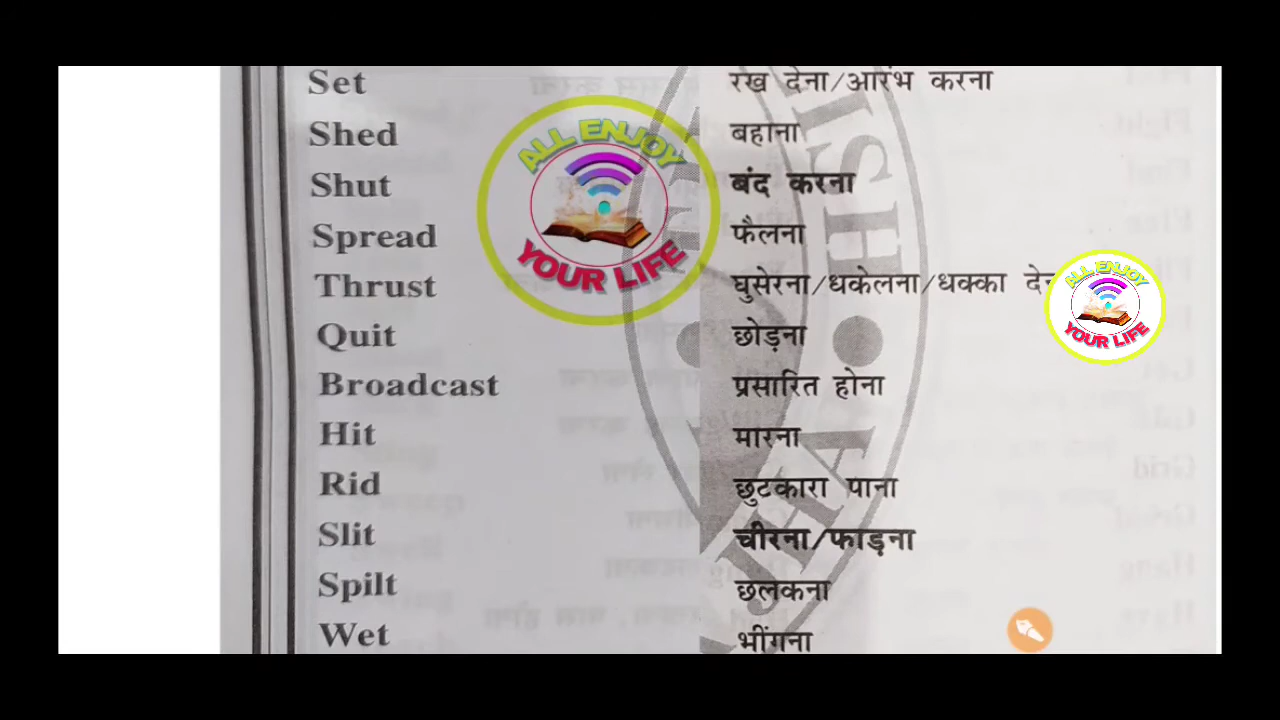 Set रख देना/आरंभ करना
Shed बहाना
Shut बंद करना
Spread फैलना
Thrust घुसेरना/धकेलना/धक्का
Quit छोड़ना
Broadcast प्रसारित होना
Hit मारना
Rid छुटकारा पाना
Slit चीरना/फाड़ना
Spilt छलकना
Wet भींगना
ALL ENJOY
YOUR LIFE
ALL ENJOY
YOUR LIFE
JHA